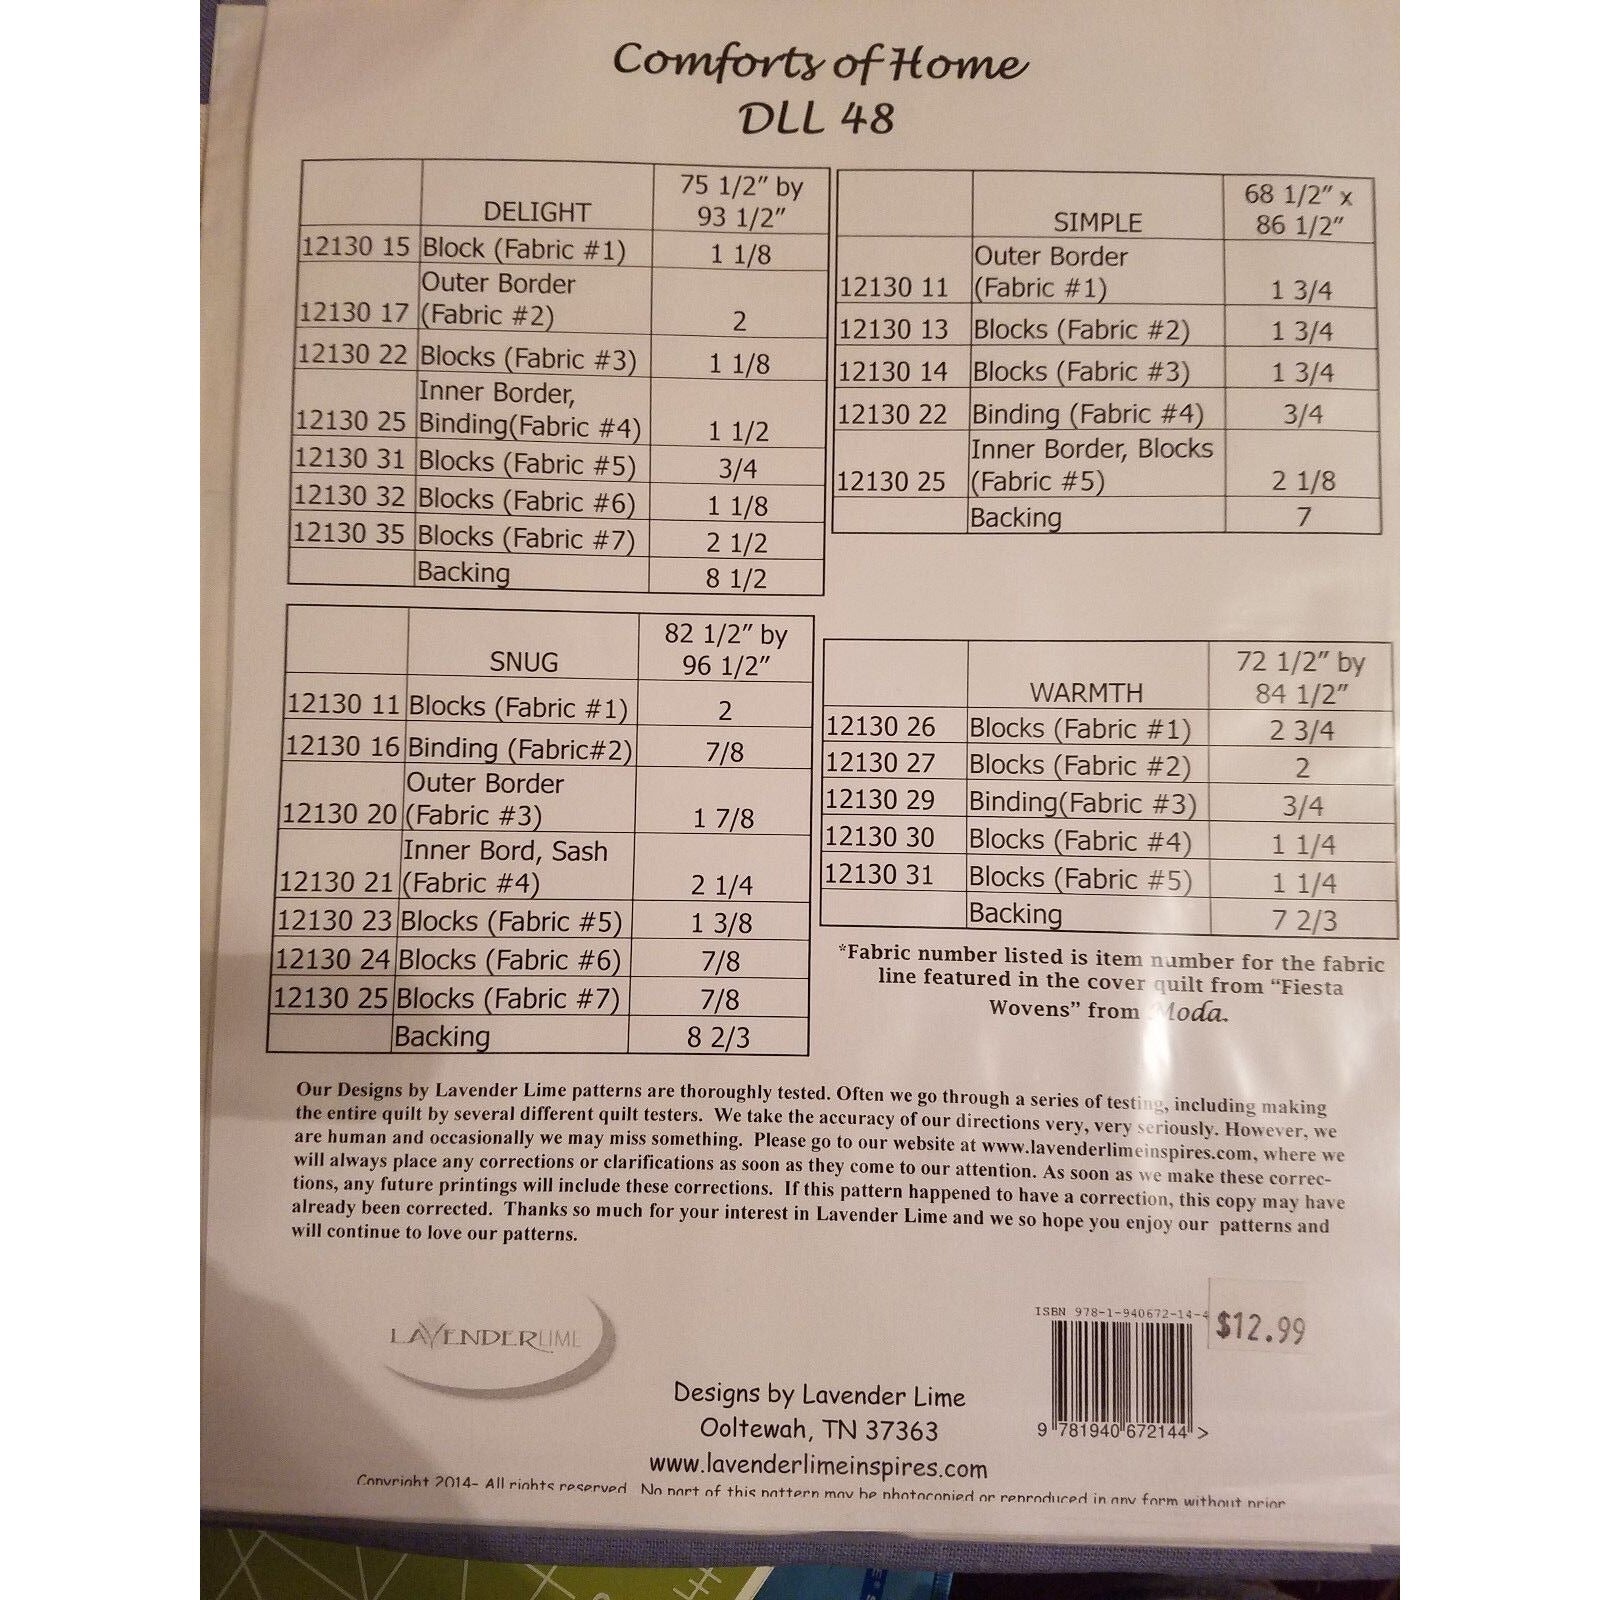 Comforts of Home
DLL 48
DELIGHT 75 1/2" by 93 1/2"
12130 15 Block (Fabric #1) 1 1/8
12130 17 Outer Border (Fabric #2) 2
12130 22 Blocks (Fabric #3) 1 1/8
12130 25 Inner Border, Binding(Fabric #4) 1 1/2
12130 31 Blocks (Fabric #5) 3/4
12130 32 Blocks (Fabric #6) 1 1/8
12130 35 Blocks (Fabric #7) 2 1/2
Backing 8 1/2
SIMPLE 68 1/2" x 86 1/2"
12130 11 Outer Border (Fabric #1) 1 3/4
12130 13 Blocks (Fabric #2) 1 3/4
12130 14 Blocks (Fabric #3) 1 3/4
12130 22 Binding (Fabric #4) 3/4
12130 25 Inner Border, Blocks (Fabric #5) 2 1/8
Backing 7
SNUG 82 1/2" by 96 1/2"
12130 11 Blocks (Fabric #1) 2
12130 16 Binding (Fabric#2) 7/8
12130 20 Outer Border (Fabric #3) 1 7/8
12130 21 Inner Bord, Sash (Fabric #4) 2 1/4
12130 23 Blocks (Fabric #5) 1 3/8
12130 24 Blocks (Fabric #6) 7/8
12130 25 Blocks (Fabric #7) 7/8
Backing 8 2/3
WARMTH 72 1/2" by 84 1/2"
12130 26 Blocks (Fabric #1) 2 3/4
12130 27 Blocks (Fabric #2) 2
12130 29 Binding(Fabric #3) 3/4
12130 30 Blocks (Fabric #4) 1 1/4
12130 31 Blocks (Fabric #5) 1 1/4
Backing 7 2/3
*Fabric number listed is item number for the fabric
line featured in the cover quilt from "Fiesta
Wovens" from Moda.
Our Designs by Lavender Lime patterns are thoroughly tested. Often we go through a series of testing, including making
the entire quilt by several different quilt testers. We take the accuracy of our directions very, very seriously. However, we
are human and occasionally we may miss something. Please go to our website at www.lavenderlimeinspires.com, where we
will always place any corrections or clarifications as soon as they come to our attention. As soon as we make these correc-
tions, any future printings will include these corrections. If this pattern happened to have a correction, this copy may have
already been corrected. Thanks so much for your interest in Lavender Lime and we so hope you enjoy our patterns and
will continue to love our patterns.
LAVENDERLIME
ISBN 978-1-940672-14-4
$12.99
9 781940 672144 >
Designs by Lavender Lime
Ooltewah, TN 37363
www.lavenderlimeinspires.com
Copyright 2014- All rights reserved No part of this pattern may be photocopied or reproduced in any form without prior